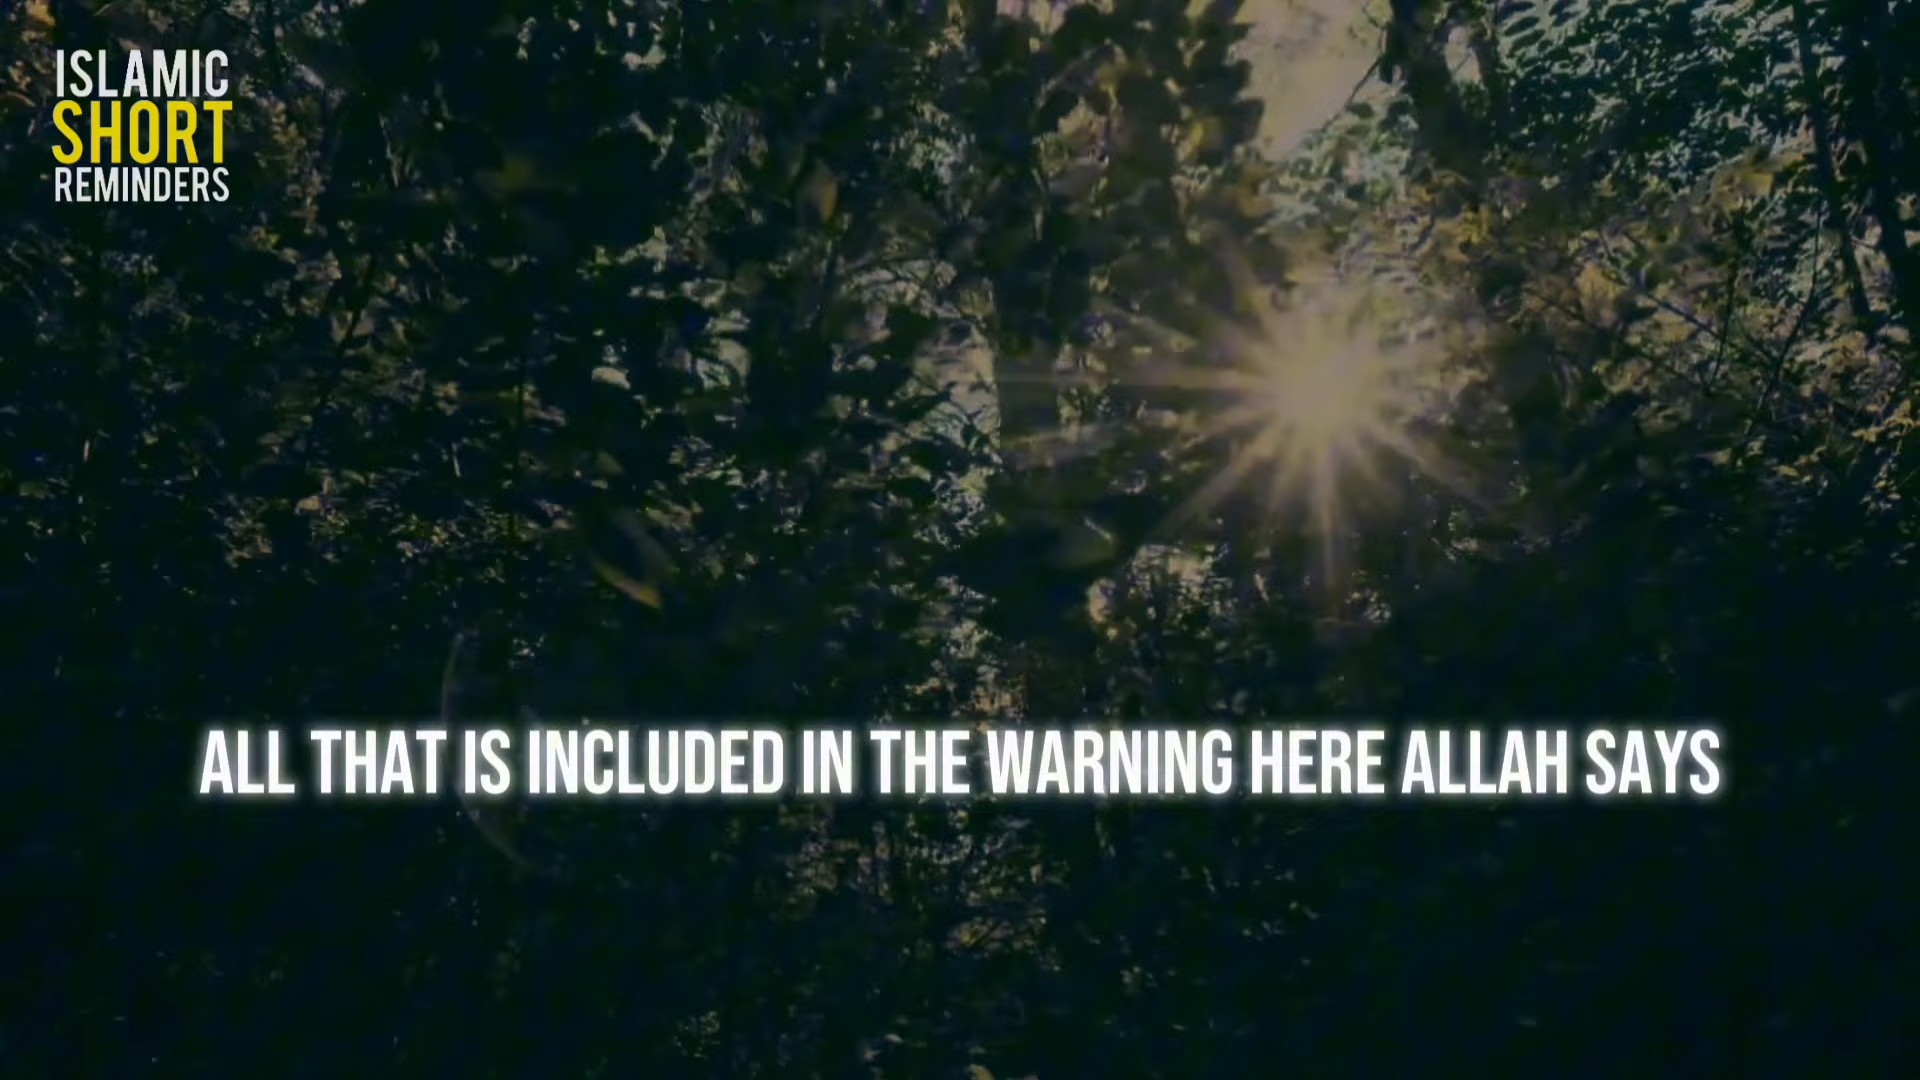 ISLAMIC
SHORT
REMINDERS
ALL THAT IS INCLUDED IN THE WARNING HERE ALLAH SAYS